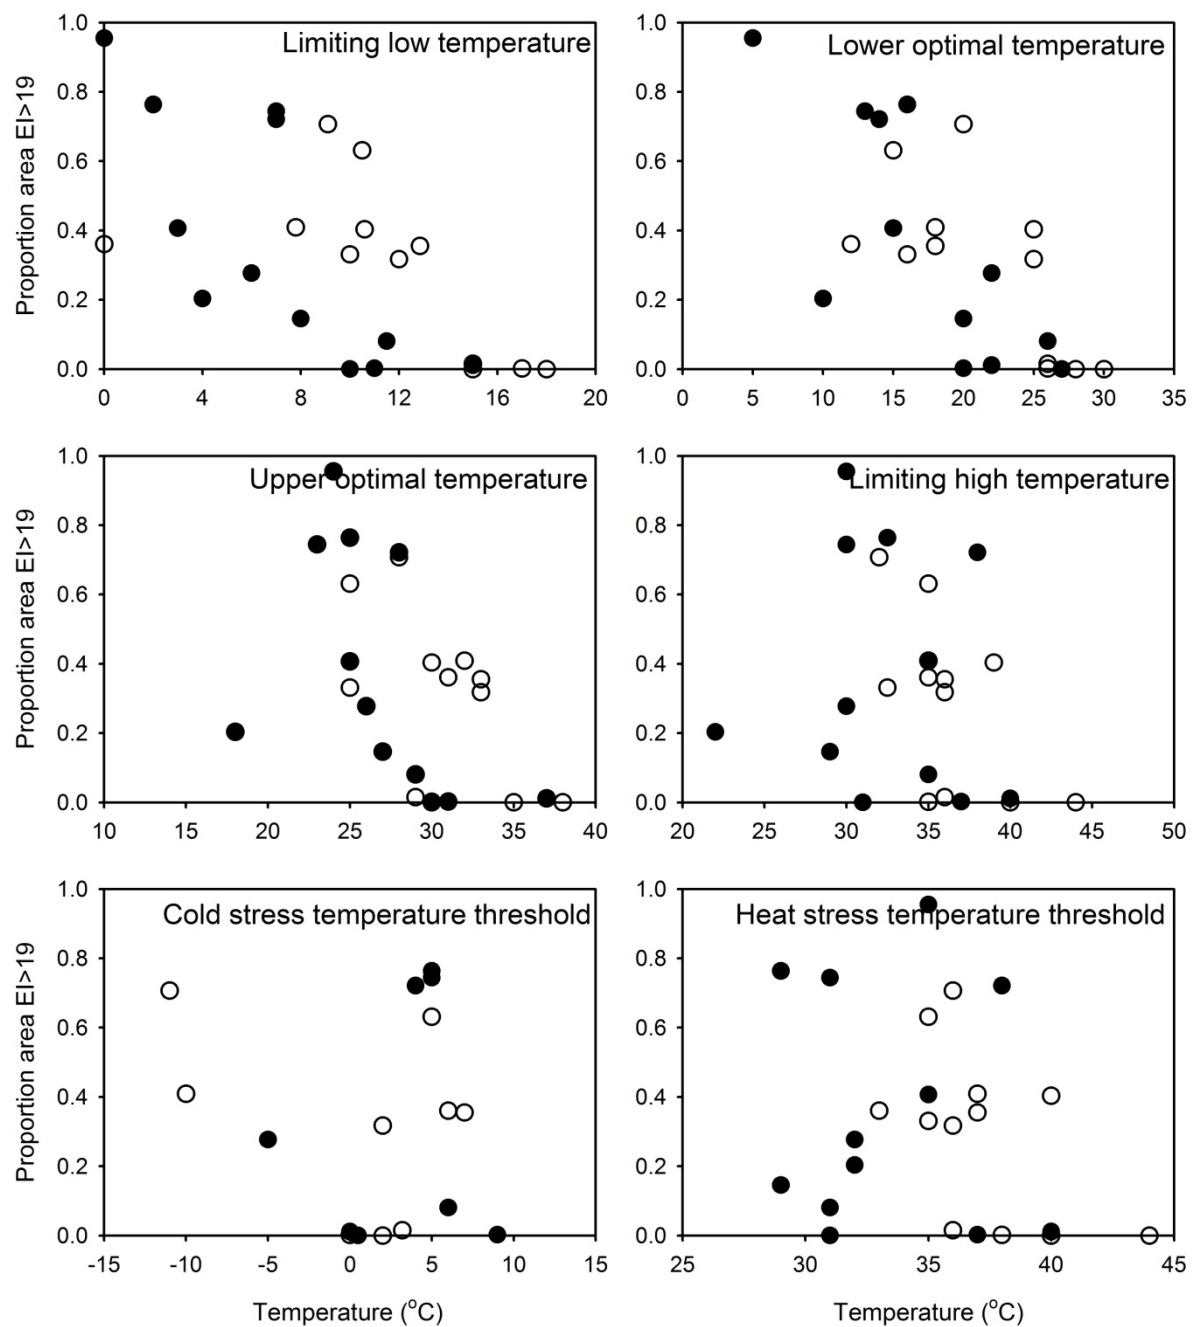 Limiting low temperature
Proportion area EI>19
1.0
0.8
0.6
0.4
0.2
0.0
0 4 8 12 16 20
Lower optimal temperature
1.0
0.8
0.6
0.4
0.2
0.0
0 5 10 15 20 25 30 35
Upper optimal temperature
Proportion area EI>19
1.0
0.8
0.6
0.4
0.2
0.0
10 15 20 25 30 35 40
Limiting high temperature
1.0
0.8
0.6
0.4
0.2
0.0
20 25 30 35 40 45 50
Cold stress temperature threshold
Proportion area EI>19
1.0
0.8
0.6
0.4
0.2
0.0
-15 -10 -5 0 5 10 15
Temperature (°C)
Heat stress temperature threshold
1.0
0.8
0.6
0.4
0.2
0.0
25 30 35 40 45
Temperature (°C)